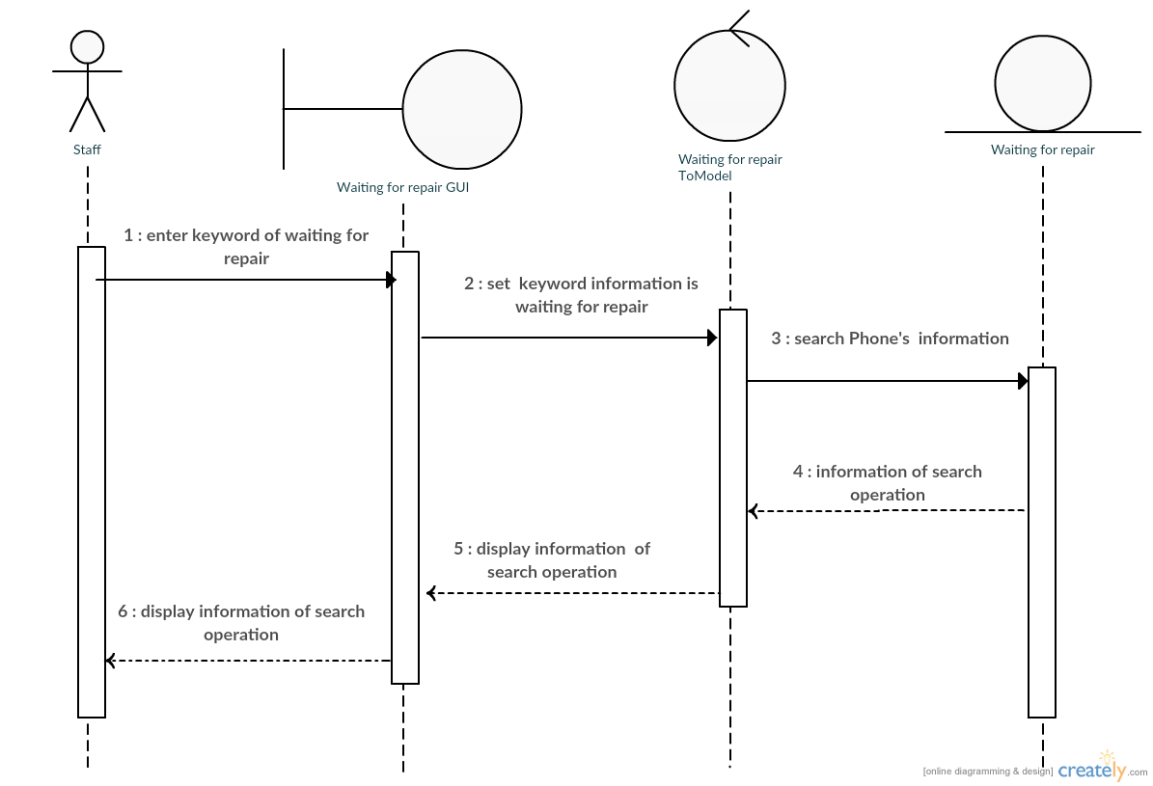 Staff
Waiting for repair GUI
Waiting for repair
ToModel
Waiting for repair
1 : enter keyword of waiting for
repair
2 : set  keyword information is
waiting for repair
3 : search Phone's  information
4 : information of search
operation
5 : display information  of
search operation
6 : display information of search
operation
[online diagramming & design] creately.com